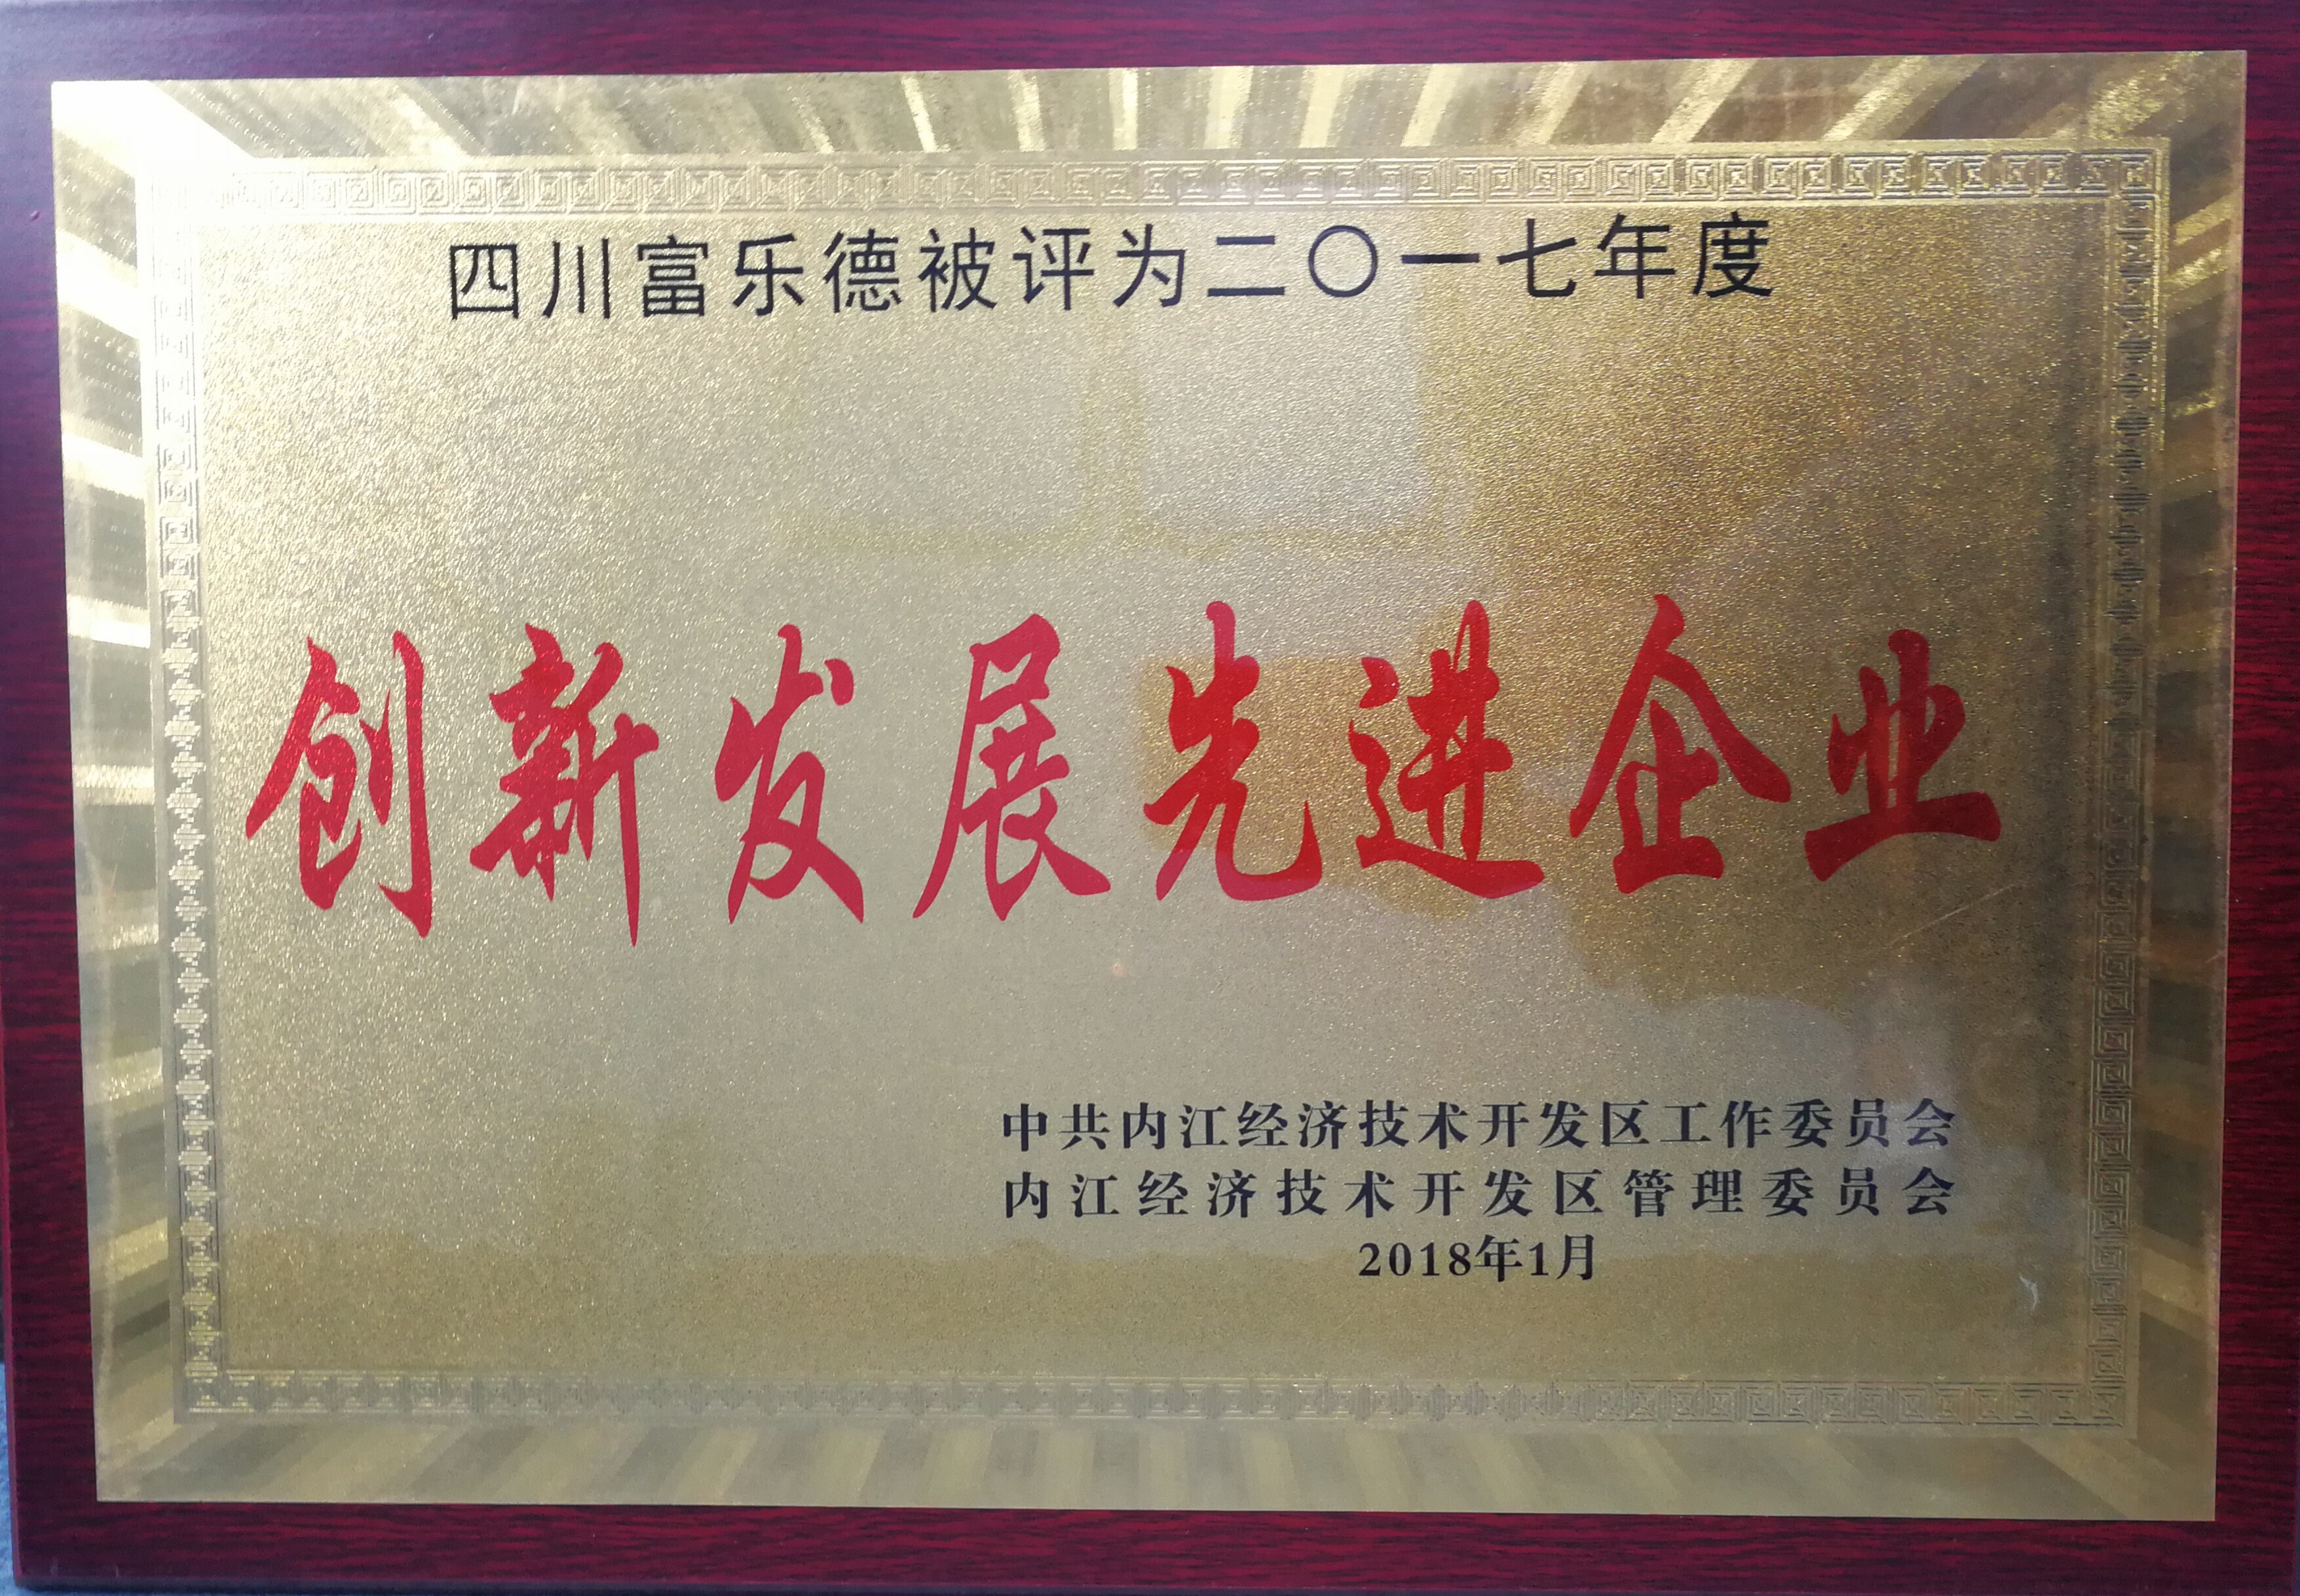 四川富乐德被评为二〇一七年度
创新发展先进企业
中共内江经济技术开发区工作委员会
内江经济技术开发区管理委员会
2018年1月